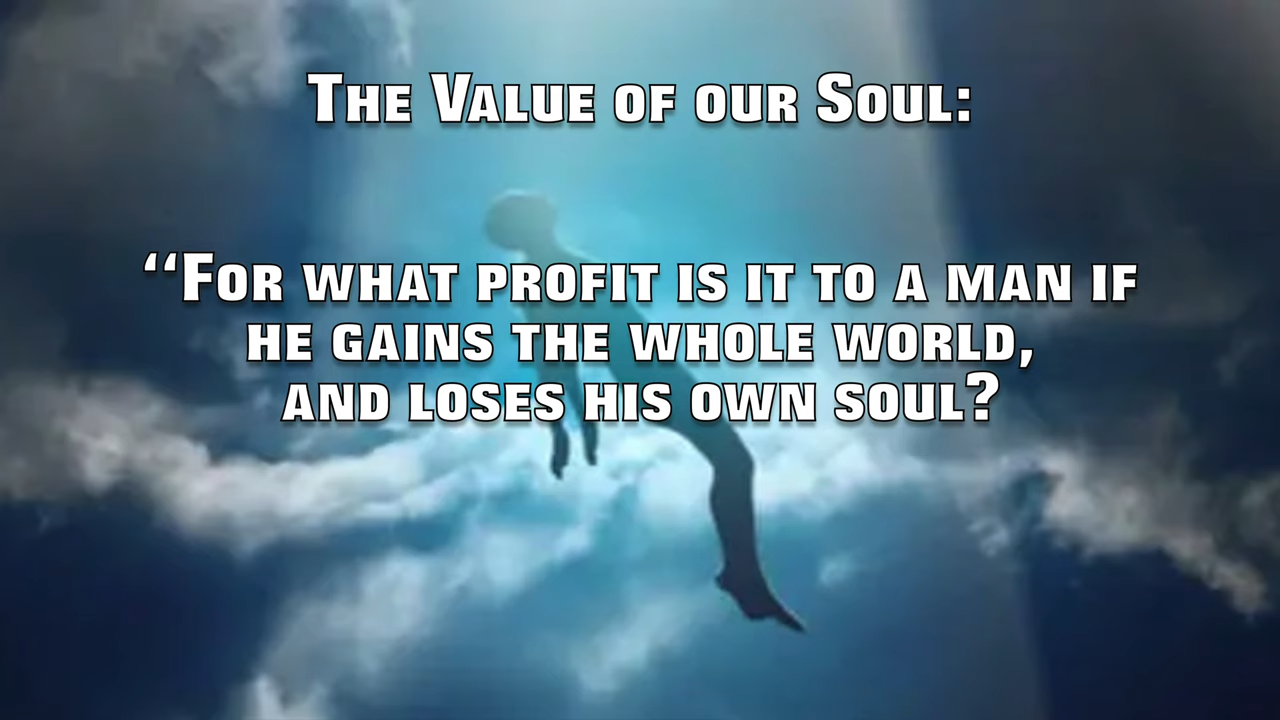 The Value of our Soul:
“For what profit is it to a man if
he gains the whole world,
and loses his own soul?